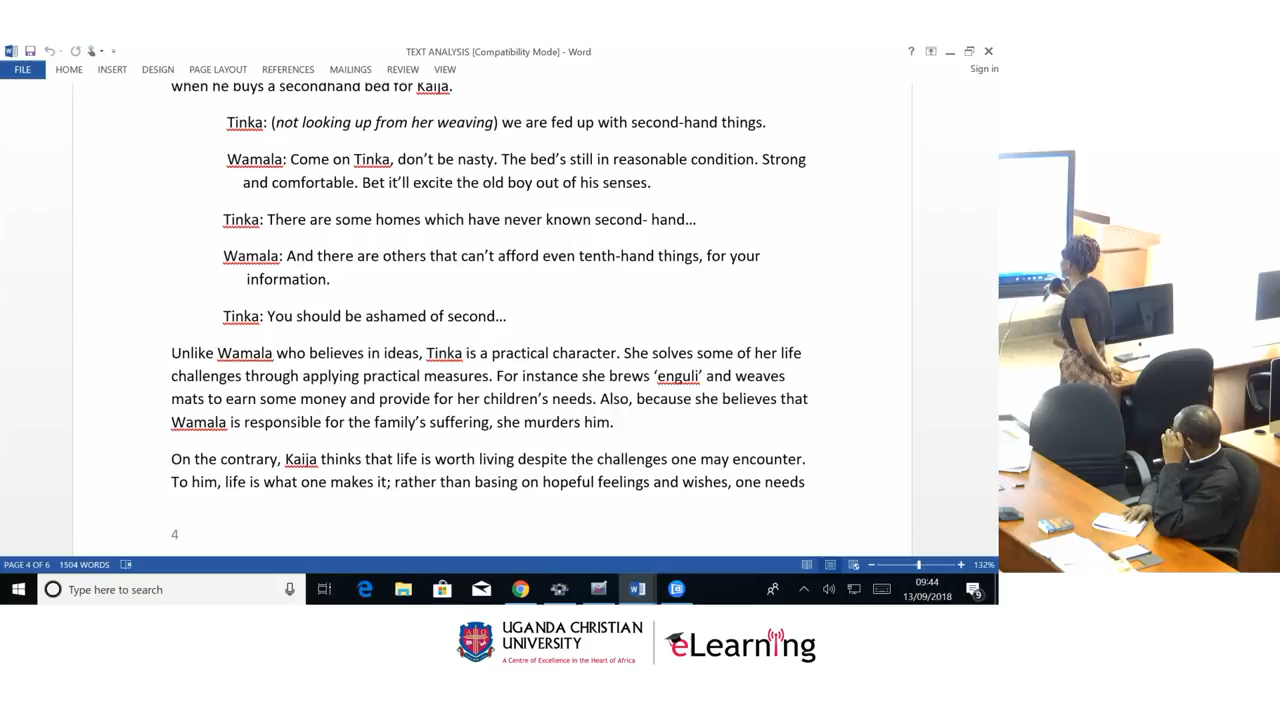 TEXT ANALYSIS [Compatibility Mode] - Word
?
Sign in
FILE HOME INSERT DESIGN PAGE LAYOUT REFERENCES MAILINGS REVIEW VIEW
when he buys a secondhand bed for Kaija.
Tinka: (not looking up from her weaving) we are fed up with second-hand things.
Wamala: Come on Tinka, don't be nasty. The bed's still in reasonable condition. Strong
and comfortable. Bet it'll excite the old boy out of his senses.
Tinka: There are some homes which have never known second- hand…
Wamala: And there are others that can't afford even tenth-hand things, for your
information.
Tinka: You should be ashamed of second…
Unlike Wamala who believes in ideas, Tinka is a practical character. She solves some of her life
challenges through applying practical measures. For instance she brews 'enguli' and weaves
mats to earn some money and provide for her children's needs. Also, because she believes that
Wamala is responsible for the family's suffering, she murders him.
On the contrary, Kaija thinks that life is worth living despite the challenges one may encounter.
To him, life is what one makes it; rather than basing on hopeful feelings and wishes, one needs
4
PAGE 4 OF 6 1504 WORDS 132%
Type here to search
09:44
13/09/2018
9
UGANDA CHRISTIAN
UNIVERSITY
A Centre of Excellence in the Heart of Africa
eLearning